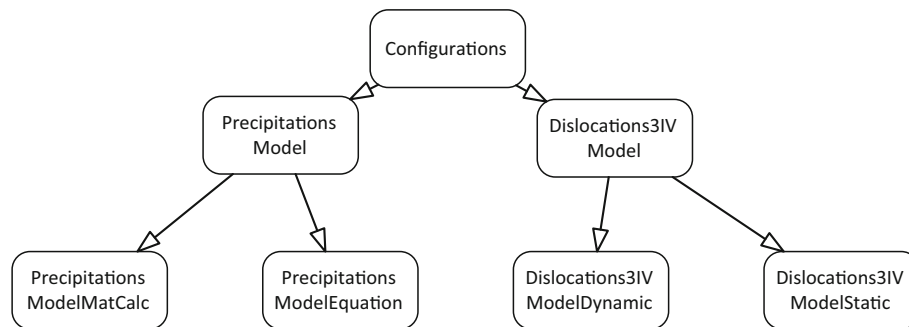 Configurations
Precipitations
Model
Dislocations3IV
Model
Precipitations
ModelMatCalc
Precipitations
ModelEquation
Dislocations3IV
ModelDynamic
Dislocations3IV
ModelStatic